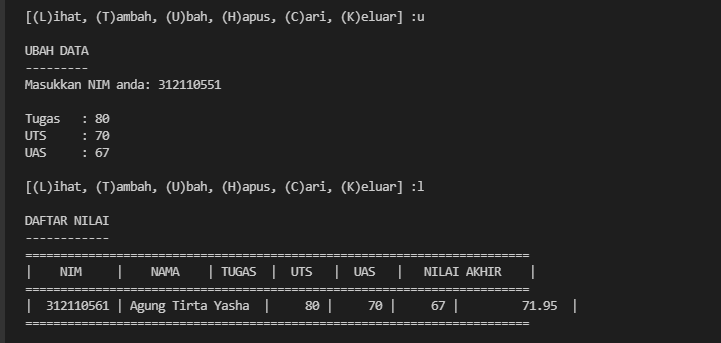 [(L)ihat, (T)ambah, (U)bah, (H)apus, (C)ari, (K)eluar] :u
UBAH DATA
---------
Masukkan NIM anda: 312110551
Tugas   : 80
UTS     : 70
UAS     : 67
[(L)ihat, (T)ambah, (U)bah, (H)apus, (C)ari, (K)eluar] :l
DAFTAR NILAI
------------
========================================================================
|    NIM     |    NAMA    | TUGAS  |  UTS   |  UAS   |   NILAI AKHIR    |
========================================================================
|  312110561 | Agung Tirta Yasha  |     80 |     70 |     67 |         71.95  |
========================================================================